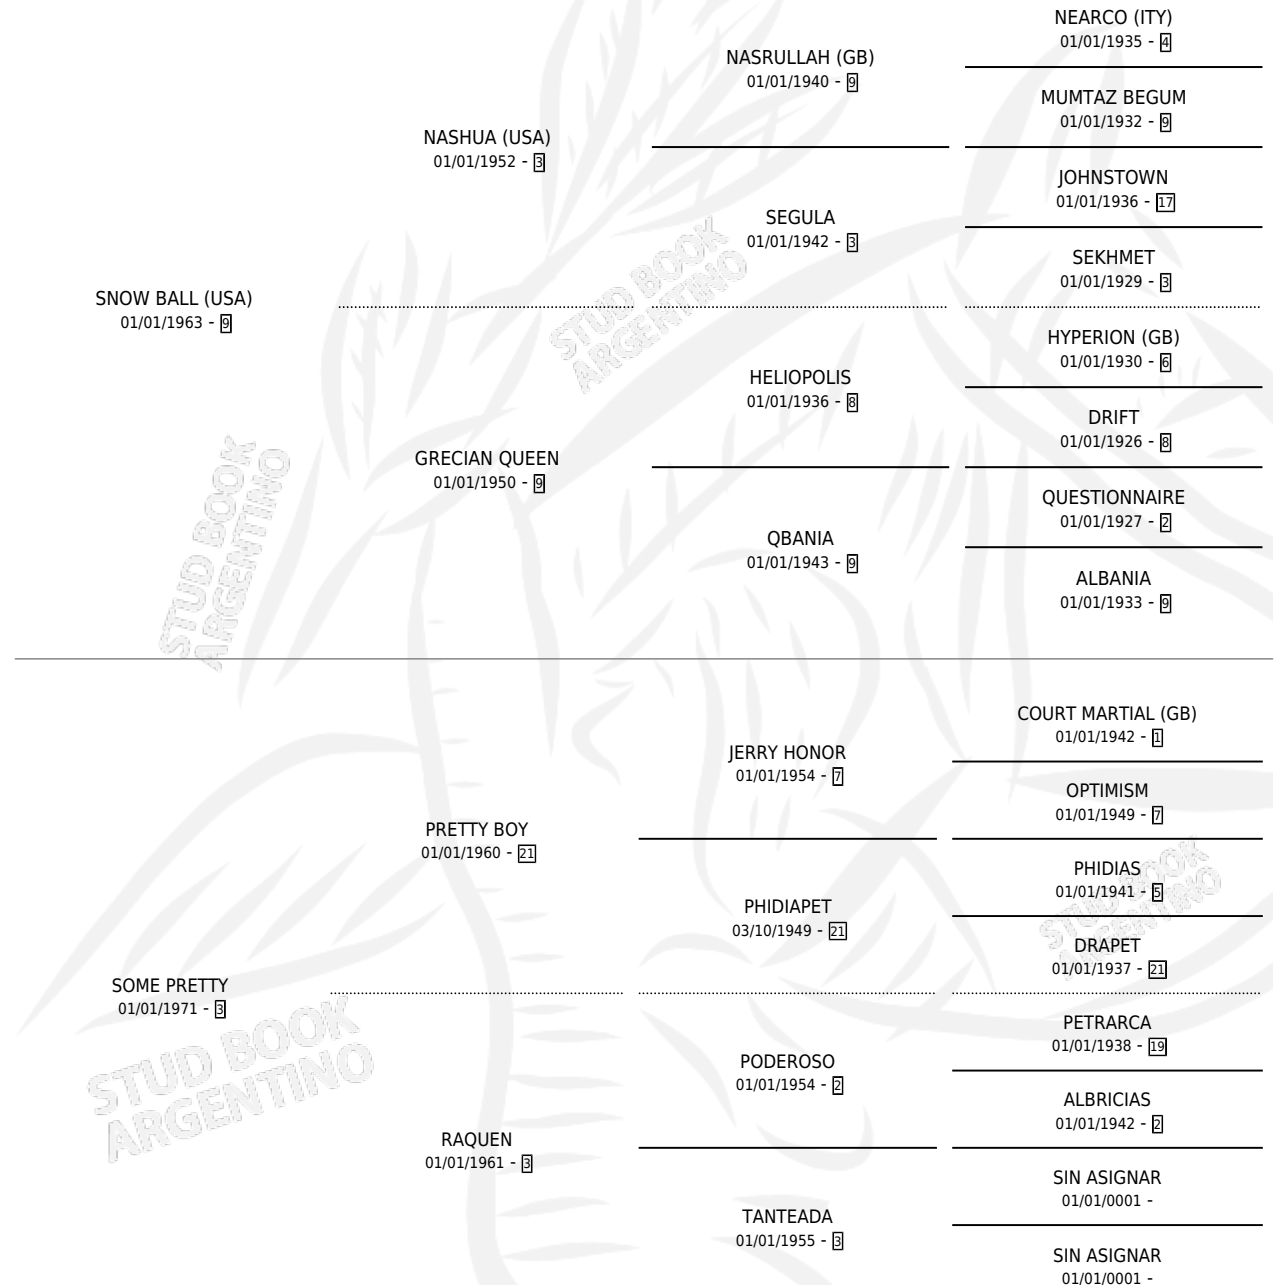 NEARCO (ITY)
01/01/1935 - 4
NASRULLAH (GB)
01/01/1940 - 9
MUMTAZ BEGUM
01/01/1932 - 9
NASHUA (USA)
01/01/1952 - 3
JOHNSTOWN
01/01/1936 - 17
SEGULA
01/01/1942 - 3
SEKHMET
01/01/1929 - 3
SNOW BALL (USA)
01/01/1963 - 9
HYPERION (GB)
01/01/1930 - 6
HELIOPOLIS
01/01/1936 - 8
DRIFT
01/01/1926 - 8
GRECIAN QUEEN
01/01/1950 - 9
QUESTIONNAIRE
01/01/1927 - 2
QBANIA
01/01/1943 - 9
ALBANIA
01/01/1933 - 9
COURT MARTIAL (GB)
01/01/1942 - 1
JERRY HONOR
01/01/1954 - 7
OPTIMISM
01/01/1949 - 7
PRETTY BOY
01/01/1960 - 21
PHIDIAS
01/01/1941 - 5
PHIDIAPET
03/10/1949 - 21
DRAPET
01/01/1937 - 21
SOME PRETTY
01/01/1971 - 3
PETRARCA
01/01/1938 - 19
PODEROSO
01/01/1954 - 2
ALBRICIAS
01/01/1942 - 2
RAQUEN
01/01/1961 - 3
SIN ASIGNAR
01/01/0001 -
TANTEADA
01/01/1955 - 3
SIN ASIGNAR
01/01/0001 -
STUD BOOK
ARGENTINO
STUD BOOK
ARGENTINO
STUD BOOK
ARGENTINO
STUD BOOK
ARGENTINO